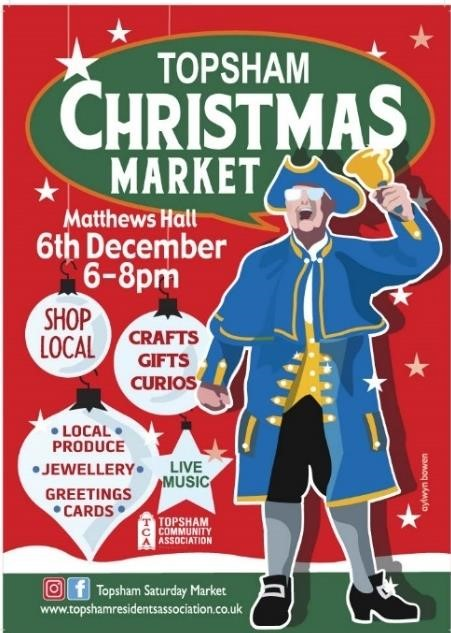 TOPSHAM
CHRISTMAS
MARKET
Matthews Hall
6th December
6-8pm
SHOP
LOCAL
CRAFTS
GIFTS
CURIOS
• LOCAL •
PRODUCE
• JEWELLERY •
GREETINGS
• CARDS •
LIVE
MUSIC
TCA
TOPSHAM
COMMUNITY
ASSOCIATION
aylwyn bowen
Topsham Saturday Market
www.topshamresidentsassociation.co.uk